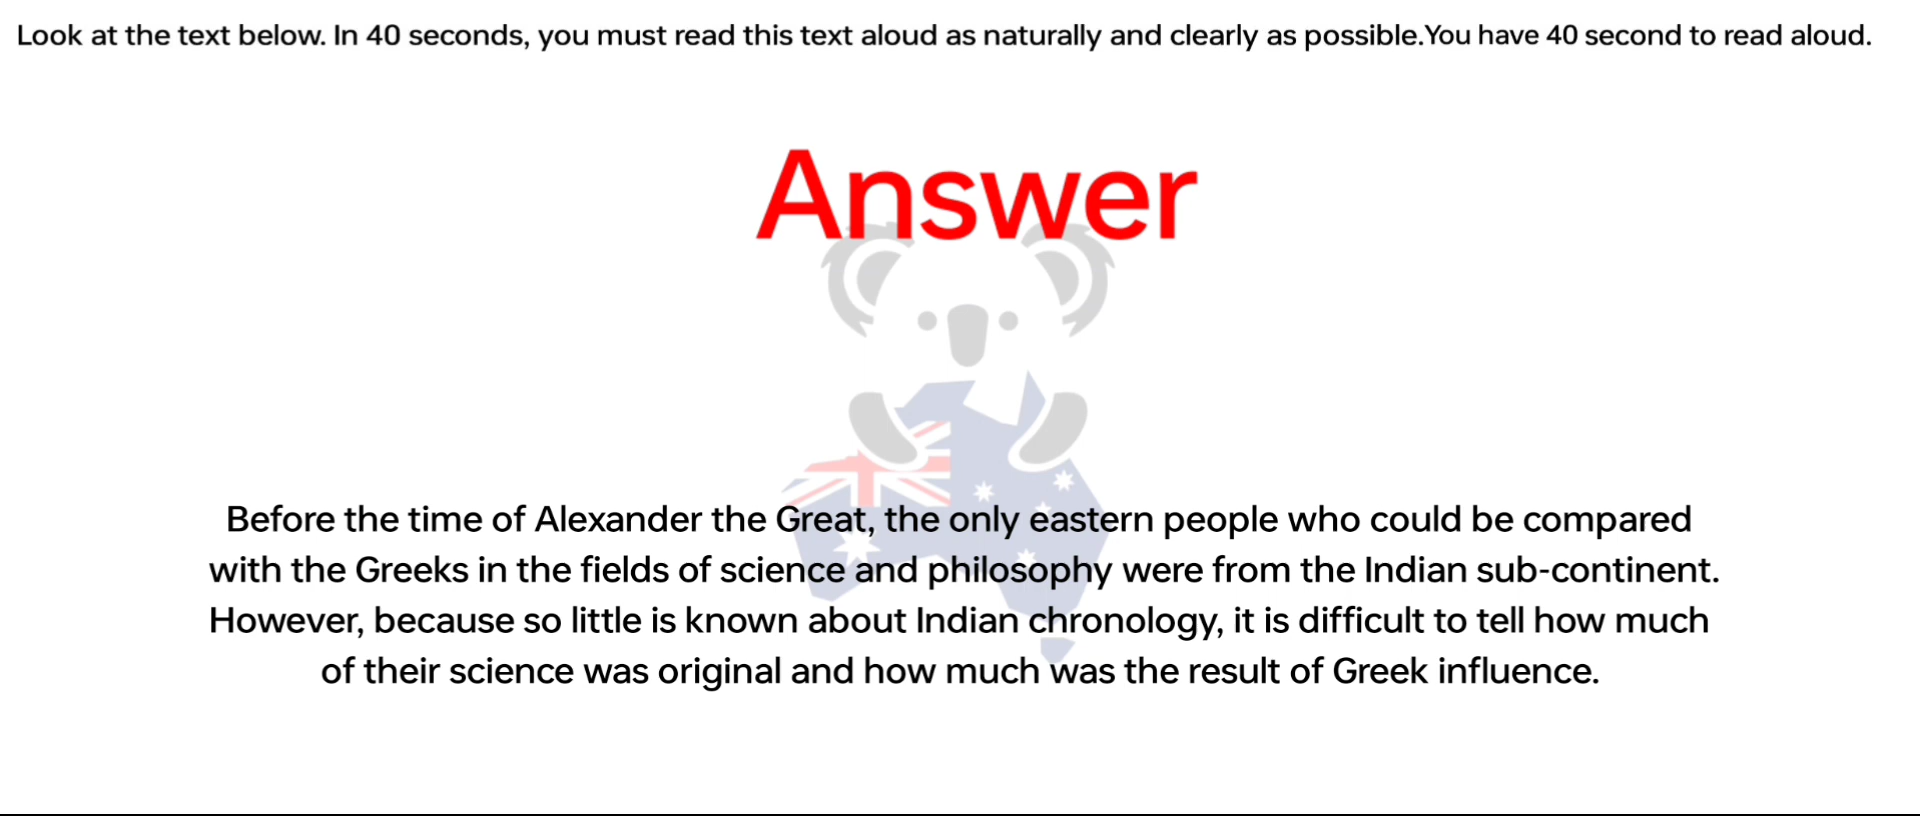 Look at the text below. In 40 seconds, you must read this text aloud as naturally and clearly as possible.You have 40 second to read aloud.
Answer
Before the time of Alexander the Great, the only eastern people who could be compared
with the Greeks in the fields of science and philosophy were from the Indian sub-continent.
However, because so little is known about Indian chronology, it is difficult to tell how much
of their science was original and how much was the result of Greek influence.